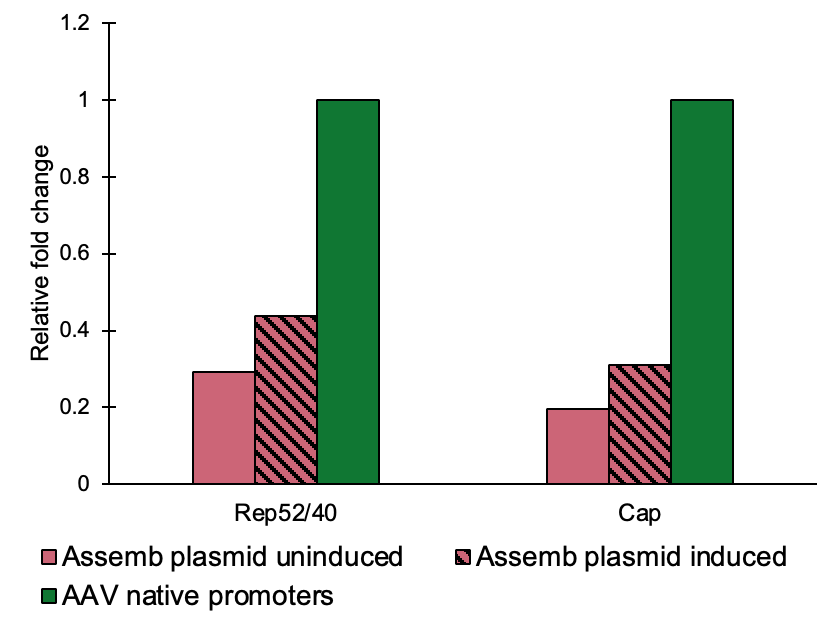 1.2
1
0.8
0.6
0.4
0.2
0
Relative fold change
Rep52/40
Cap
Assemb plasmid uninduced
Assemb plasmid induced
AAV native promoters